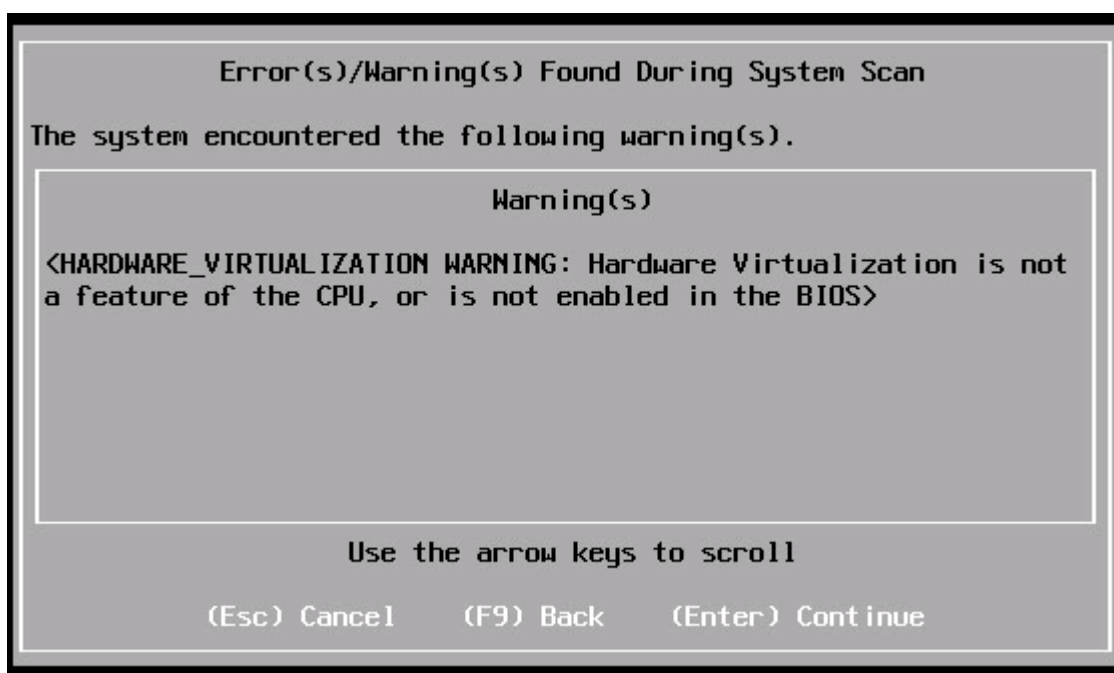 Error(s)/Warning(s) Found During System Scan
The system encountered the following warning(s).
Warning(s)
<HARDWARE_VIRTUALIZATION WARNING: Hardware Virtualization is not
a feature of the CPU, or is not enabled in the BIOS>
Use the arrow keys to scroll
(Esc) Cancel (F9) Back (Enter) Continue